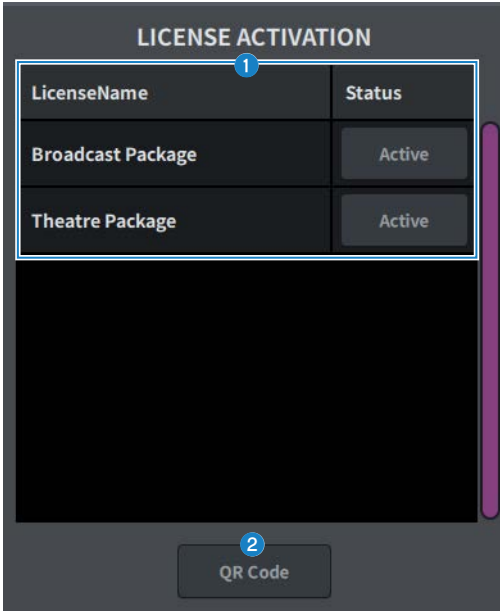 LICENSE ACTIVATION
1
LicenseName Status
Broadcast Package Active
Theatre Package Active
2
QR Code